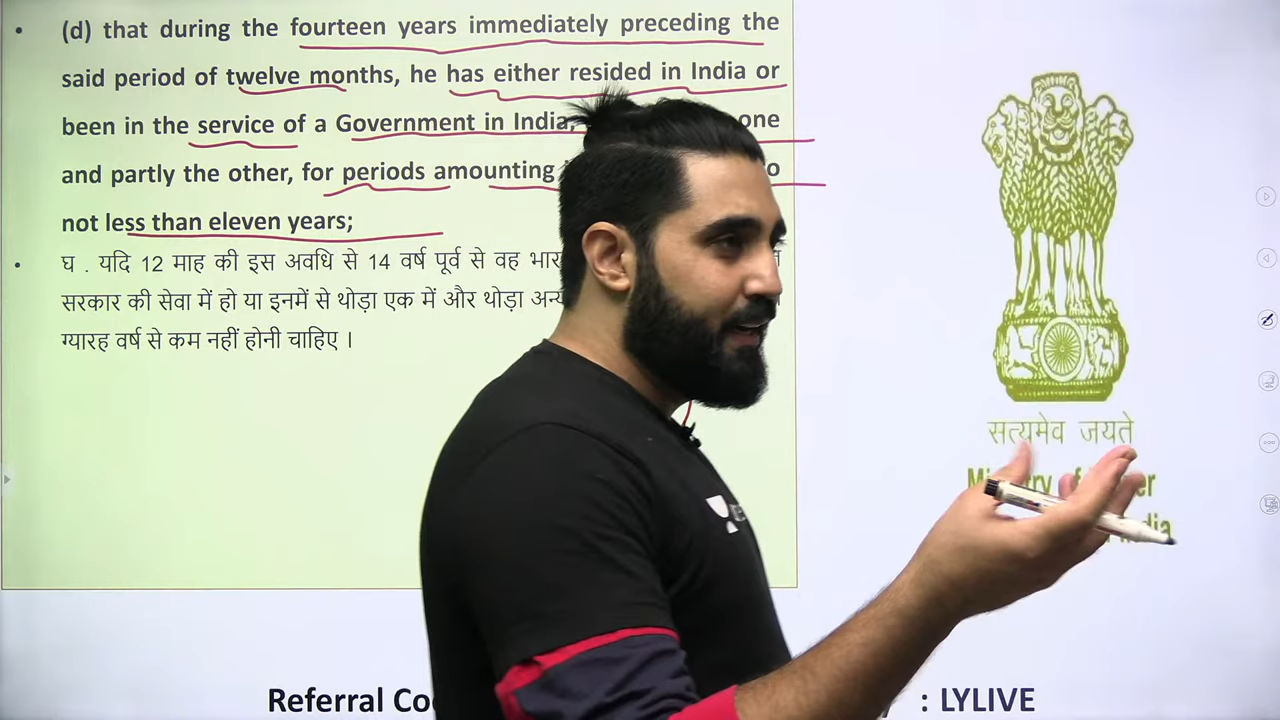 (d) that during the fourteen years immediately preceding the
said period of twelve months, he has either resided in India or
been in the service of a Government in India, one
and partly the other, for periods amounting
not less than eleven years;
घ . यदि 12 माह की इस अवधि से 14 वर्ष पूर्व से वह
सरकार की सेवा में हो या इनमें से थोड़ा एक में और थोड़ा
ग्यारह वर्ष से कम नहीं होनी चाहिए ।
सत्यमेव जयते
: LYLIVE
Referral